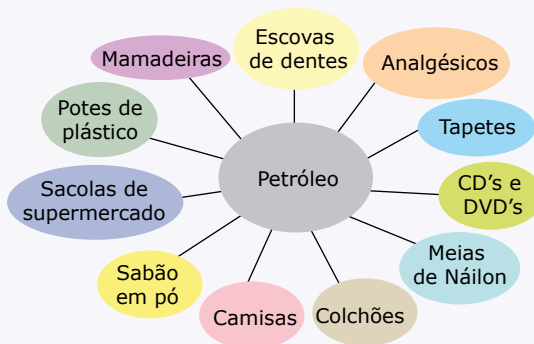 Escovas
de dentes
Mamadeiras
Analgésicos
Potes de
plástico
Tapetes
Petróleo
Sacolas de
supermercado
CD's e
DVD's
Meias
de Náilon
Sabão
em pó
Camisas
Colchões